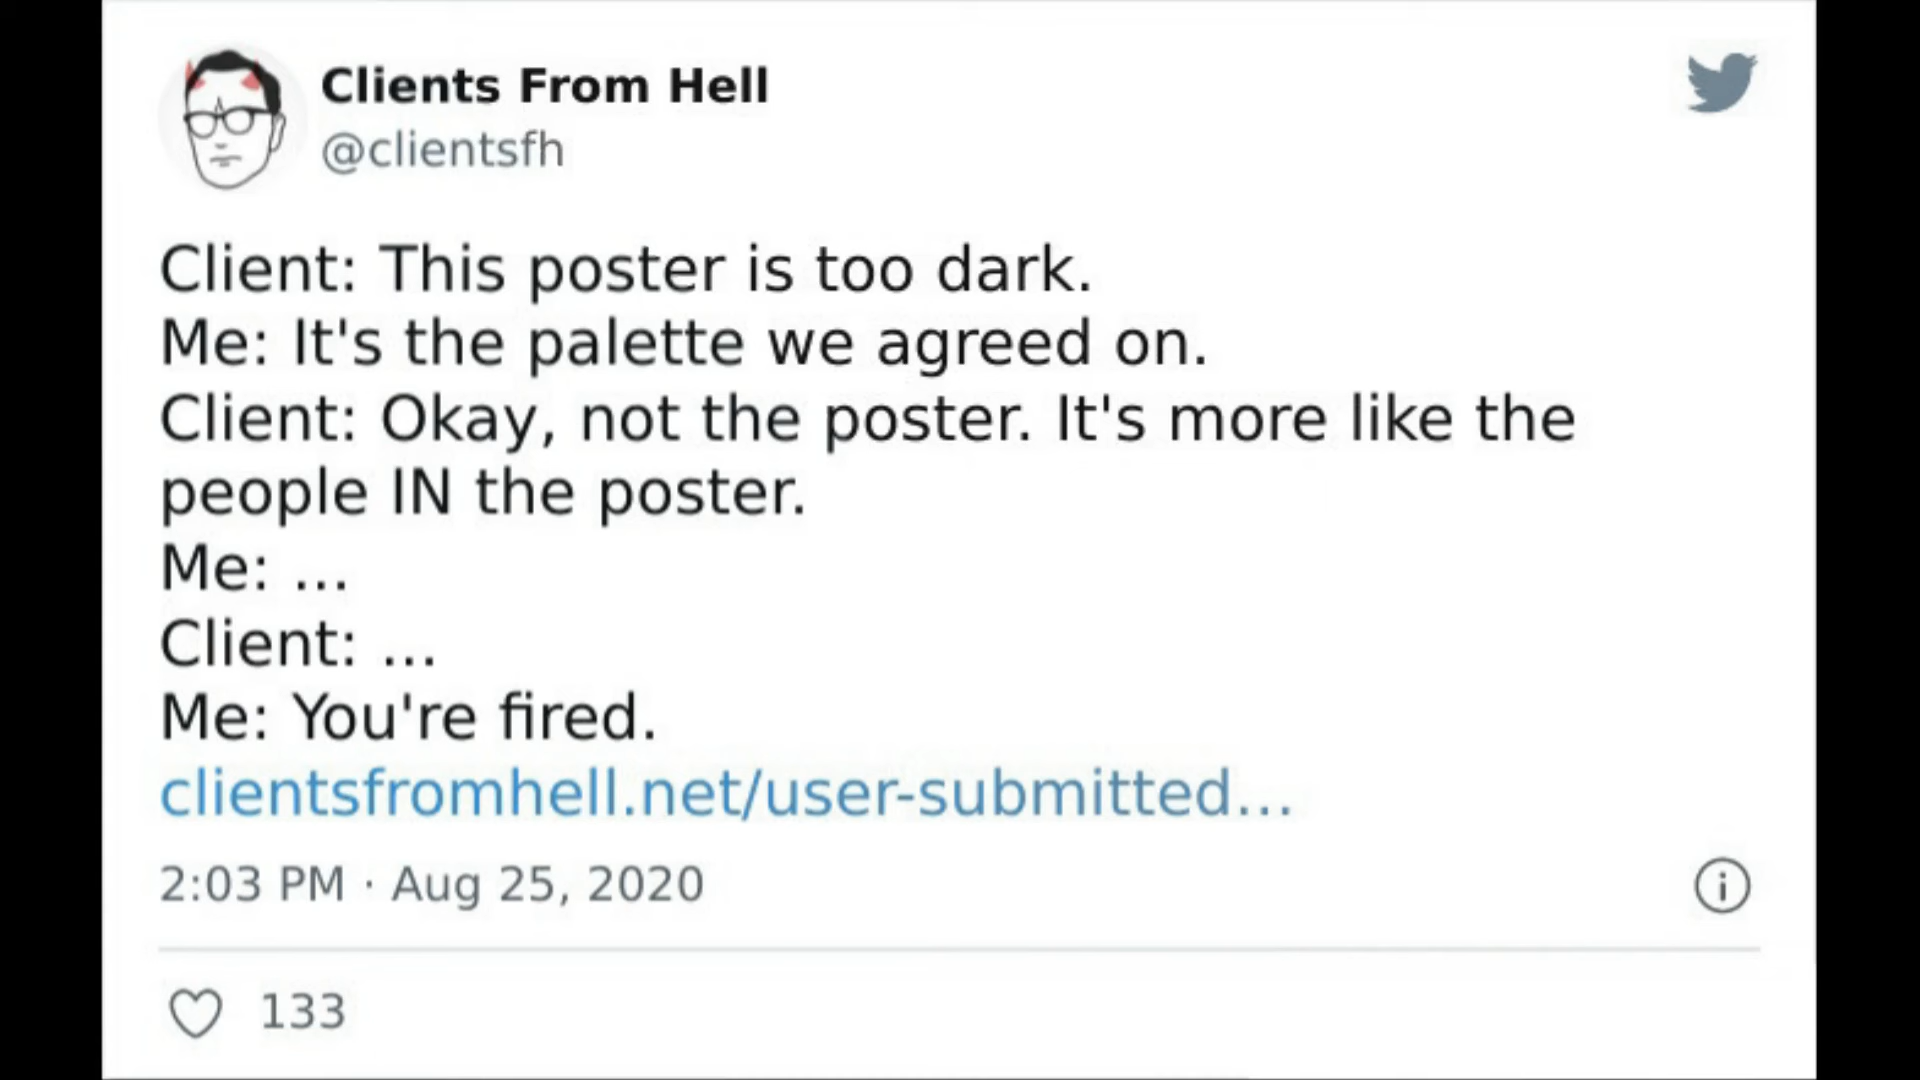 Clients From Hell
@clientsfh
Client: This poster is too dark.
Me: It's the palette we agreed on.
Client: Okay, not the poster. It's more like the
people IN the poster.
Me: ...
Client: ...
Me: You're fired.
clientsfromhell.net/user-submitted...
2:03 PM · Aug 25, 2020
133